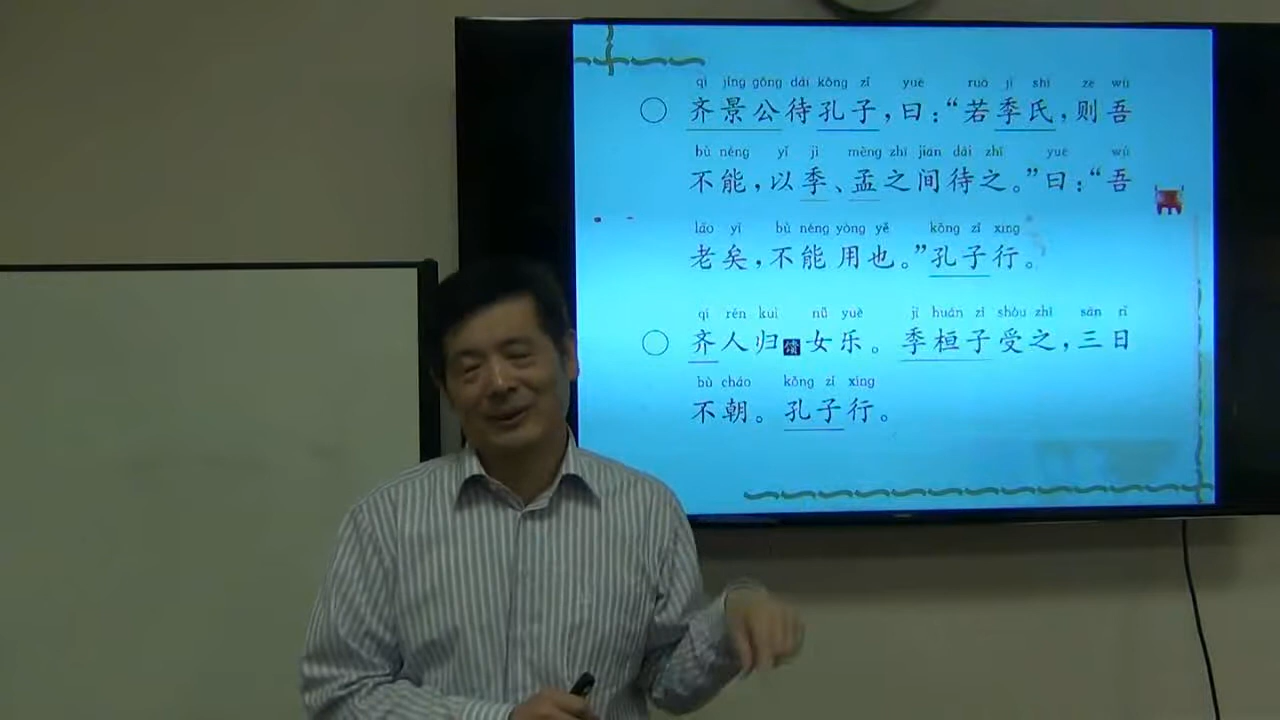 qí jǐng gōng dài kǒng zǐ yuē ruò jì shì zé wú
齐景公待孔子,曰:“若季氏,则吾
bù néng yǐ jì mèng zhī jiān dài zhī yuē wú
不能,以季、孟之间待之。”曰:“吾
lǎo yǐ bù néng yòng yě kǒng zǐ xíng
老矣,不能用也。”孔子行。
qí rén kuì nǚ yuè jì huán zǐ shòu zhī sān rì
齐人归馈女乐。季桓子受之,三日
bù cháo kǒng zǐ xíng
不朝。孔子行。